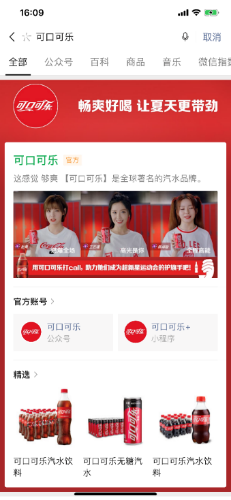 16:09
可口可乐
取消
全部 公众号 百科 商品 音乐 微信指数
可口可乐
畅爽好喝 让夏天更带劲
可口可乐 官方
这感觉 够爽 【可口可乐】是全球著名的汽水品牌。
用可口可乐打call，助力他们成为超新星运动会的护旗手吧！
官方账号
可口可乐
公众号
可口可乐+
小程序
精选
可口可乐汽水饮料
可口可乐无糖汽水
可口可乐汽水饮料